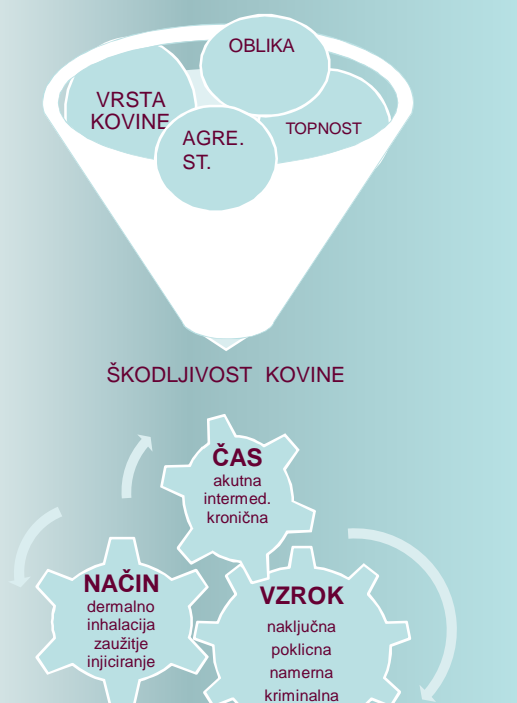 OBLIKA
VRSTA
KOVINE
AGRE.
ST.
TOPNOST
ŠKODLJIVOST KOVINE
ČAS
akutna
intermed.
kronična
NAČIN
dermalno
inhalacija
zaužitje
injiciranje
VZROK
naključna
poklicna
namerna
kriminalna